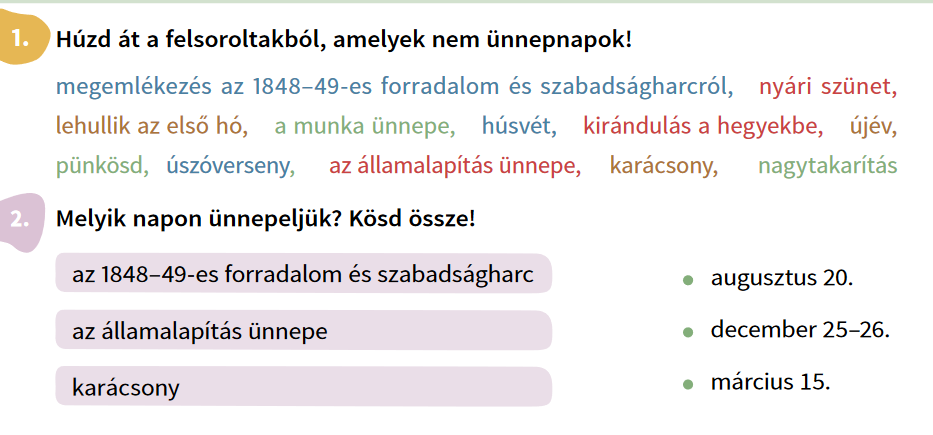 1. Húzd át a felsoroltakból, amelyek nem ünnepnapok!
megemlékezés az 1848–49-es forradalom és szabadságharcról, nyári szünet,
lehullik az első hó, a munka ünnepe, húsvét, kirándulás a hegyekbe, újév,
pünkösd, úszóverseny, az államalapítás ünnepe, karácsony, nagytakarítás
2. Melyik napon ünnepeljük? Kösd össze!
az 1848–49-es forradalom és szabadságharc
augusztus 20.
az államalapítás ünnepe
december 25–26.
karácsony
március 15.